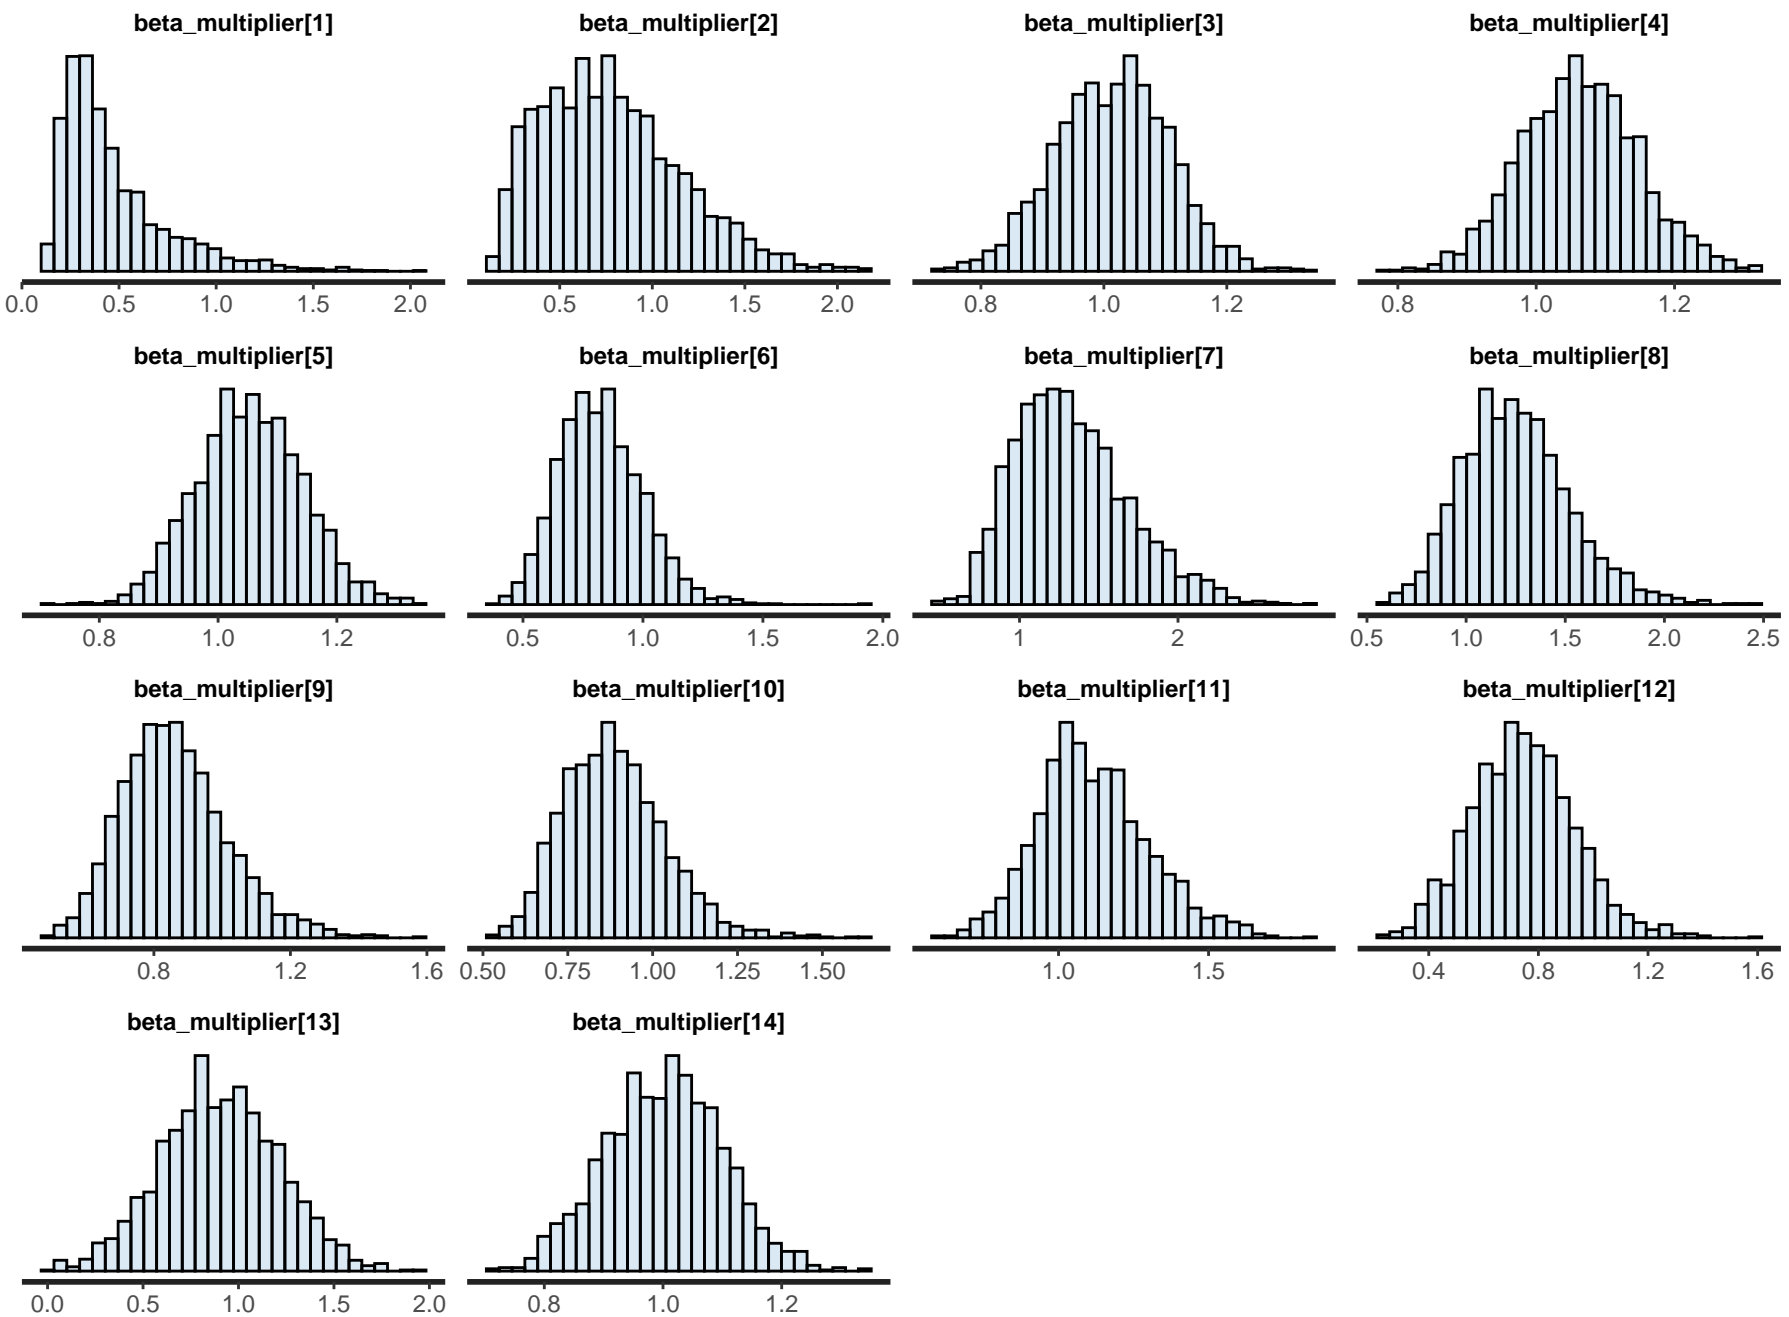 beta_multiplier[1] beta_multiplier[2] beta_multiplier[3] beta_multiplier[4]
0.0 0.5 1.0 1.5 2.0 0.5 1.0 1.5 2.0 0.8 1.0 1.2 0.8 1.0 1.2
beta_multiplier[5] beta_multiplier[6] beta_multiplier[7] beta_multiplier[8]
0.8 1.0 1.2 0.5 1.0 1.5 2.0 1 2 0.5 1.0 1.5 2.0 2.5
beta_multiplier[9] beta_multiplier[10] beta_multiplier[11] beta_multiplier[12]
0.8 1.2 1.6 0.50 0.75 1.00 1.25 1.50 1.0 1.5 0.4 0.8 1.2 1.6
beta_multiplier[13] beta_multiplier[14]
0.0 0.5 1.0 1.5 2.0 0.8 1.0 1.2